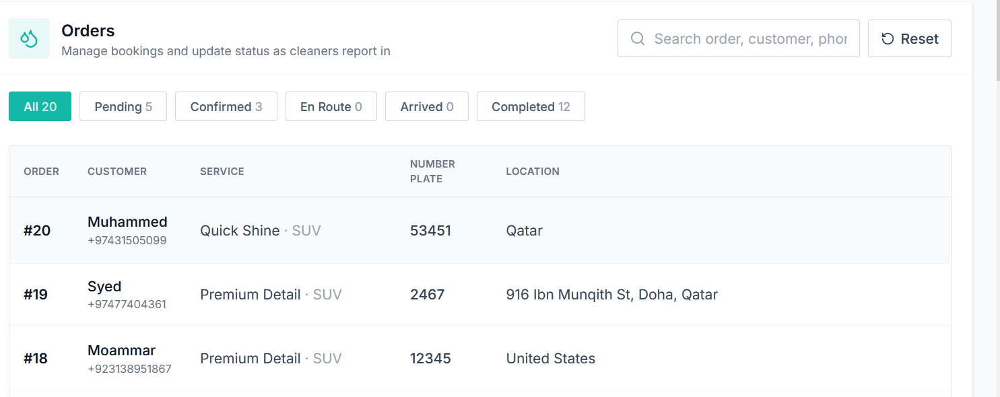 Orders
Manage bookings and update status as cleaners report in
Search order, customer, phor
Reset
All 20
Pending 5
Confirmed 3
En Route 0
Arrived 0
Completed 12
ORDER CUSTOMER SERVICE NUMBER PLATE LOCATION
#20 Muhammed Quick Shine · SUV 53451 Qatar
+97431505099
#19 Syed Premium Detail · SUV 2467 916 Ibn Munqith St, Doha, Qatar
+97477404361
#18 Moammar Premium Detail · SUV 12345 United States
+923138951867